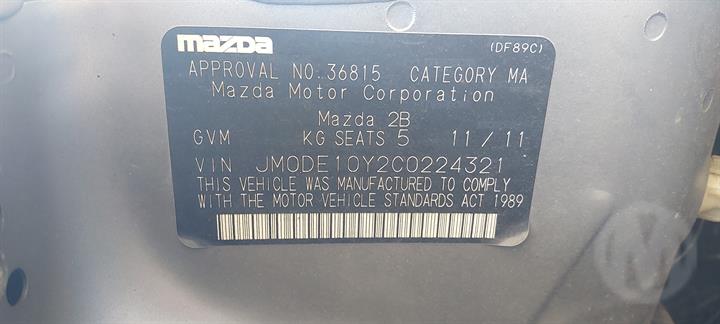 mazda
(DF89C)
APPROVAL NO. 36815 CATEGORY MA
Mazda Motor Corporation
Mazda 2B
GVM KG SEATS 5 11/11
VIN JM0DE10Y2C0224321
THIS VEHICLE WAS MANUFACTURED TO COMPLY
WITH THE MOTOR VEHICLE STANDARDS ACT 1989
M